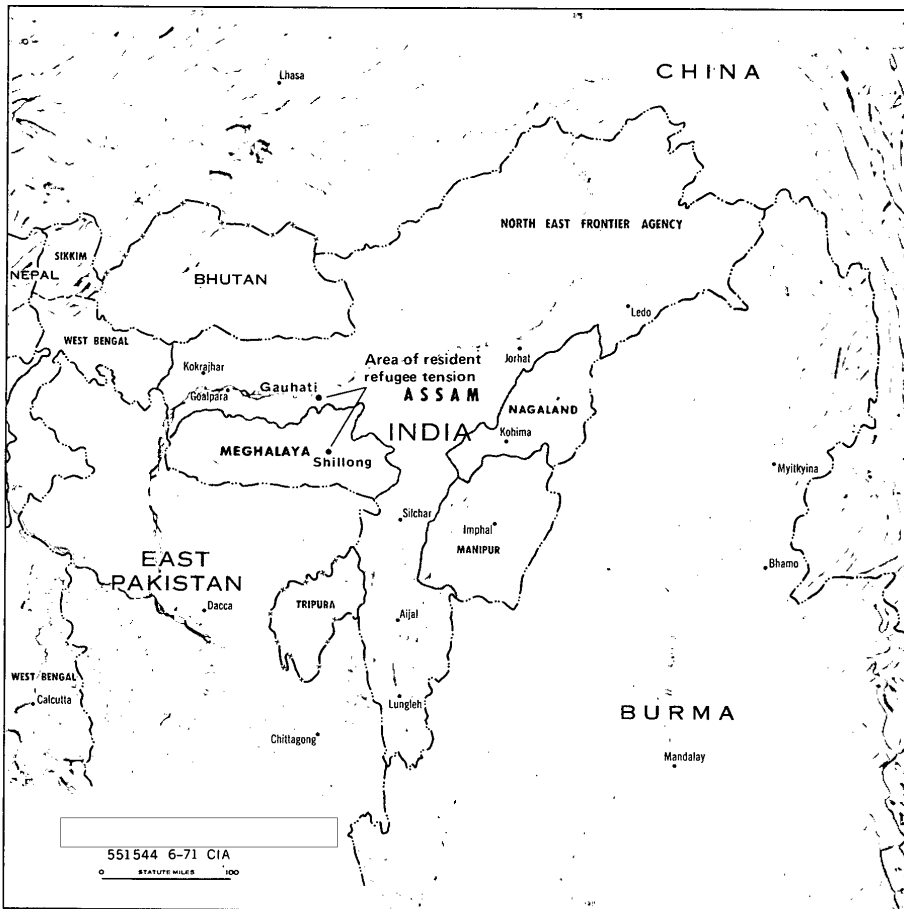 Lhasa
CHINA
NORTH EAST FRONTIER AGENCY
SIKKIM
NEPAL
BHUTAN
Ledo
WEST BENGAL
Jorhat
Area of resident
refugee tension
Kokrajhar
Gauhati
Goalpara
ASSAM
NAGALAND
INDIA
Kohima
MEGHALAYA
Shillong
Myitkyina
Silchar
Imphal
MANIPUR
EAST
PAKISTAN
Bhamo
Dacca
TRIPURA
Aijal
WEST BENGAL
Calcutta
Lungleh
BURMA
Chittagong
Mandalay
551544 6-71 CIA
0 STATUTE MILES 100